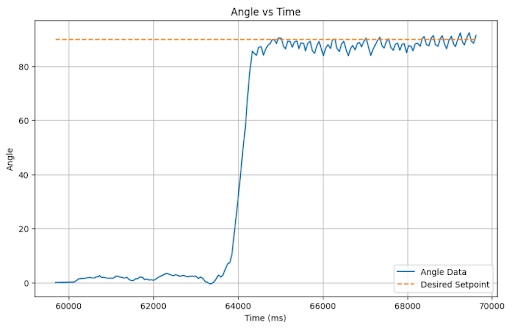 Angle vs Time
Angle
80
60
40
20
0
60000 62000 64000 66000 68000 70000
Time (ms)
Angle Data
Desired Setpoint